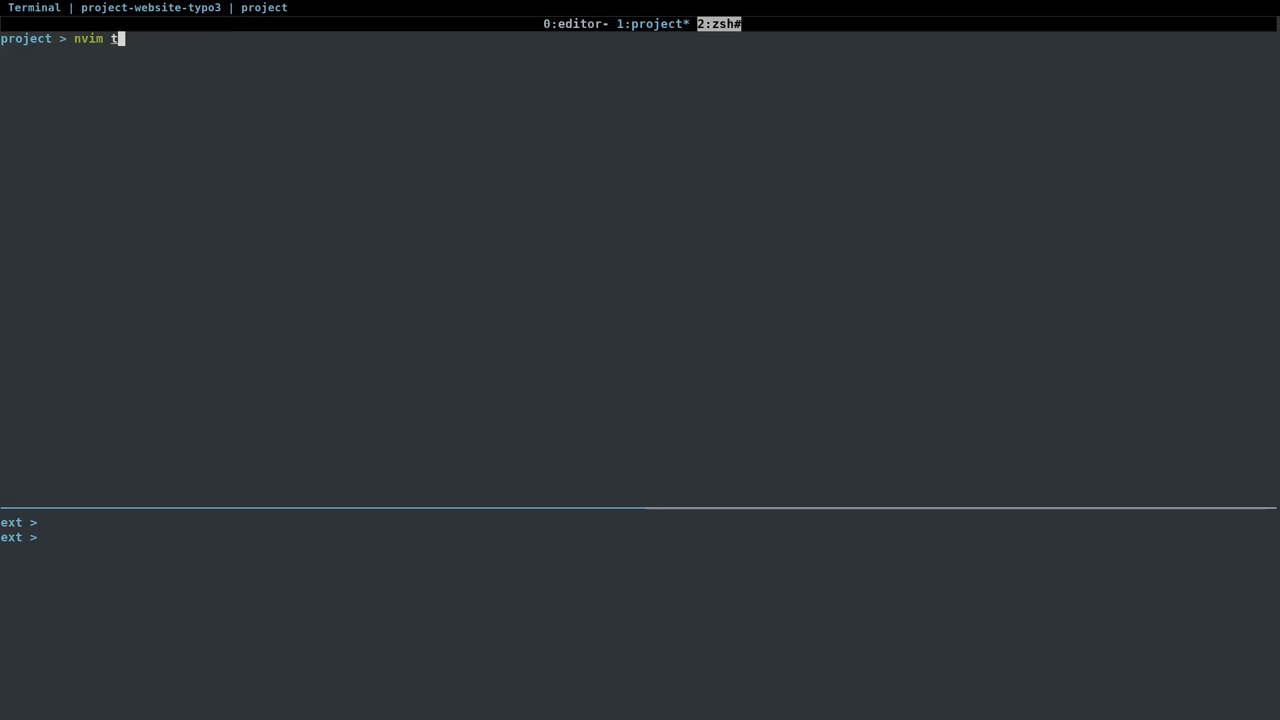 Terminal | project-website-typo3 | project
0:editor- 1:project* 2:zsh#
project > nvim t
ext >
ext >